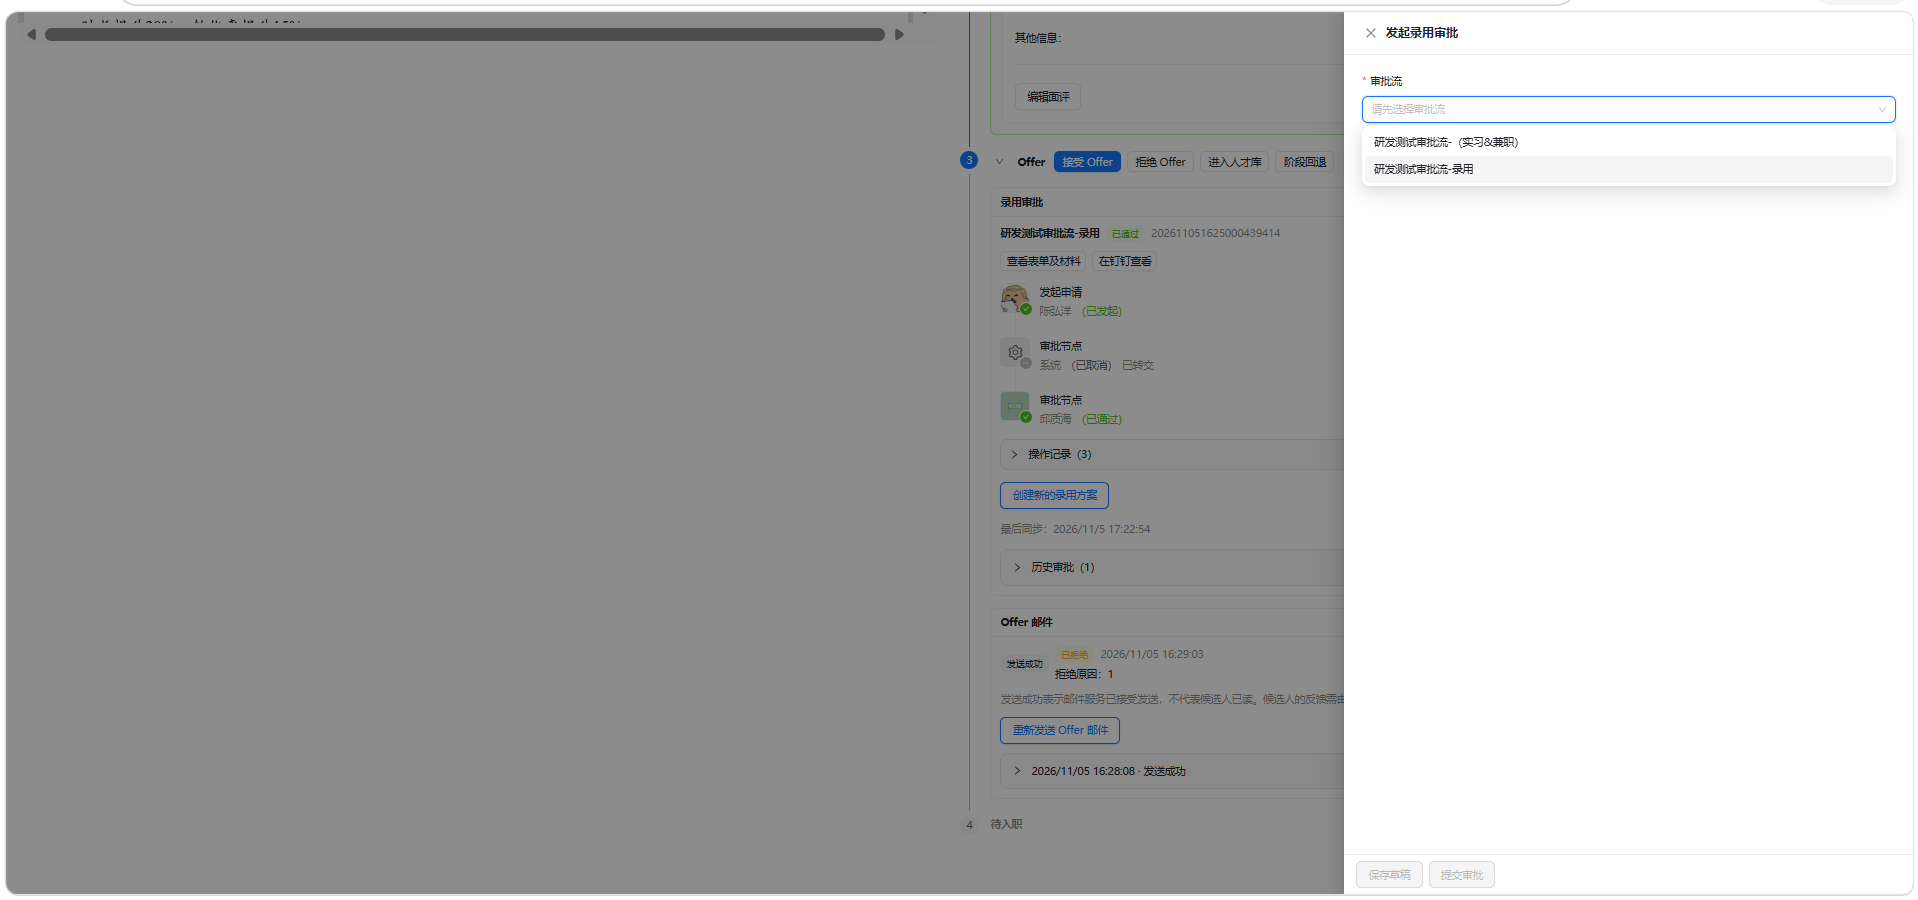 其他信息:
编辑面评
3
Offer
接受 Offer
拒绝 Offer
进入人才库
阶段回退
录用审批
研发测试审批流-录用
已通过
202611051625000439414
查看表单及材料
在钉钉查看
发起申请
陈弘洋 (已发起)
审批节点
系统 (已取消) 已转交
审批节点
邱质海 (已通过)
操作记录 (3)
创建新的录用方案
最后同步: 2026/11/5 17:22:54
历史审批 (1)
Offer 邮件
发送成功
已拒绝
2026/11/05 16:29:03
拒绝原因: 1
发送成功表示邮件服务已接受发送，不代表候选人已读。候选人的反馈需由
重新发送 Offer 邮件
2026/11/05 16:28:08 · 发送成功
4
待入职
发起录用审批
* 审批流
请先选择审批流
研发测试审批流-（实习&兼职）
研发测试审批流-录用
保存草稿
提交审批